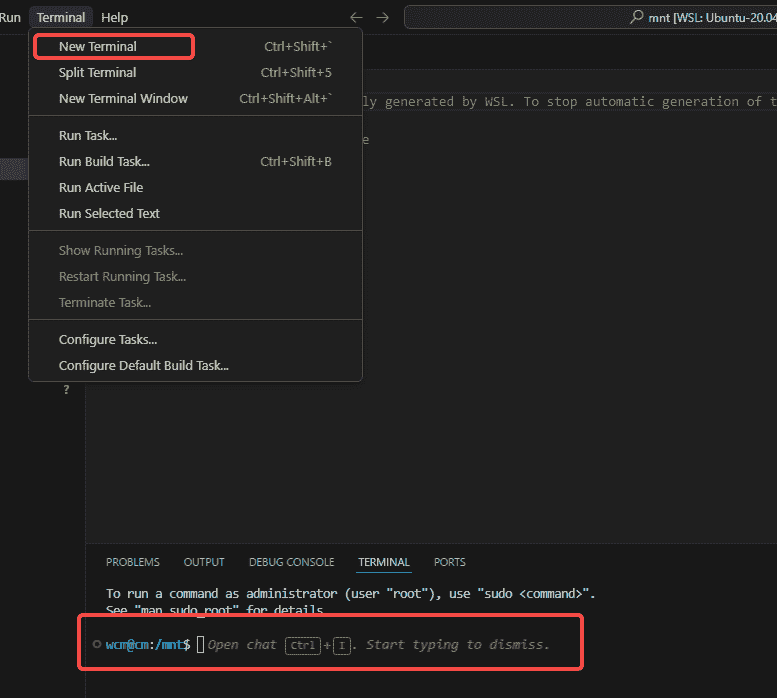 Run Terminal Help mnt [WSL: Ubuntu-20.04
New Terminal Ctrl+Shift+`
Split Terminal Ctrl+Shift+5
New Terminal Window Ctrl+Shift+Alt+`
ly generated by WSL. To stop automatic generation of t
Run Task...
e
Run Build Task... Ctrl+Shift+B
Run Active File
Run Selected Text
Show Running Tasks...
Restart Running Task...
Terminate Task...
Configure Tasks...
Configure Default Build Task...
?
PROBLEMS OUTPUT DEBUG CONSOLE TERMINAL PORTS
To run a command as administrator (user "root"), use "sudo <command>".
See "man sudo_root" for details.
wcm@cm:/mnt$ Open chat Ctrl+I. Start typing to dismiss.